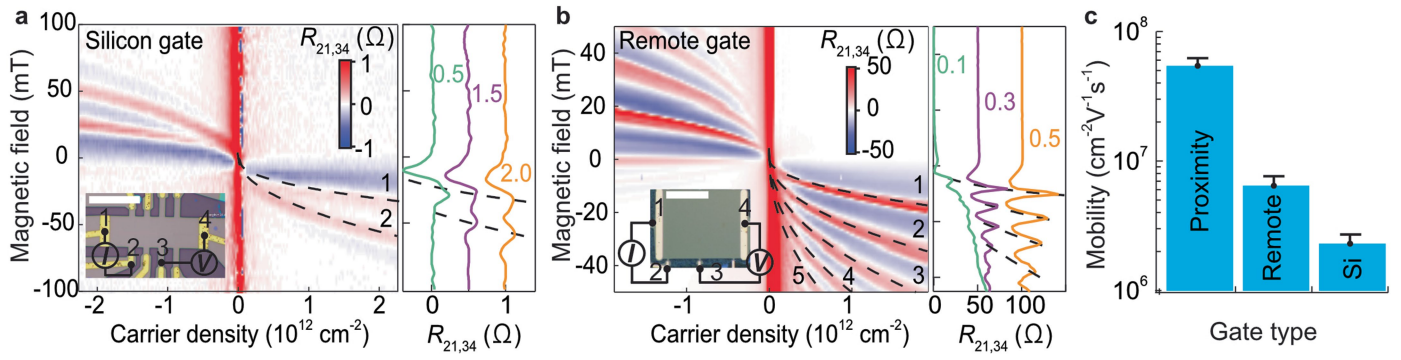 a
Magnetic field (mT)
100
50
0
-50
-100
Silicon gate
R21,34 (Ω)
1
0
-1
1
2
1
2
3
4
I
V
-2
-1
0
1
2
Carrier density (10^12 cm^-2)
0.5
1.5
2.0
0
1
R21,34 (Ω)
b
Magnetic field (mT)
40
20
0
-20
-40
Remote gate
R21,34 (Ω)
50
0
-50
1
2
3
4
5
1
2
3
4
I
V
-1
0
1
Carrier density (10^12 cm^-2)
0.1
0.3
0.5
0
50
100
R21,34 (Ω)
c
Mobility (cm^-2V^-1s^-1)
10^8
10^7
10^6
Proximity
Remote
Si
Gate type